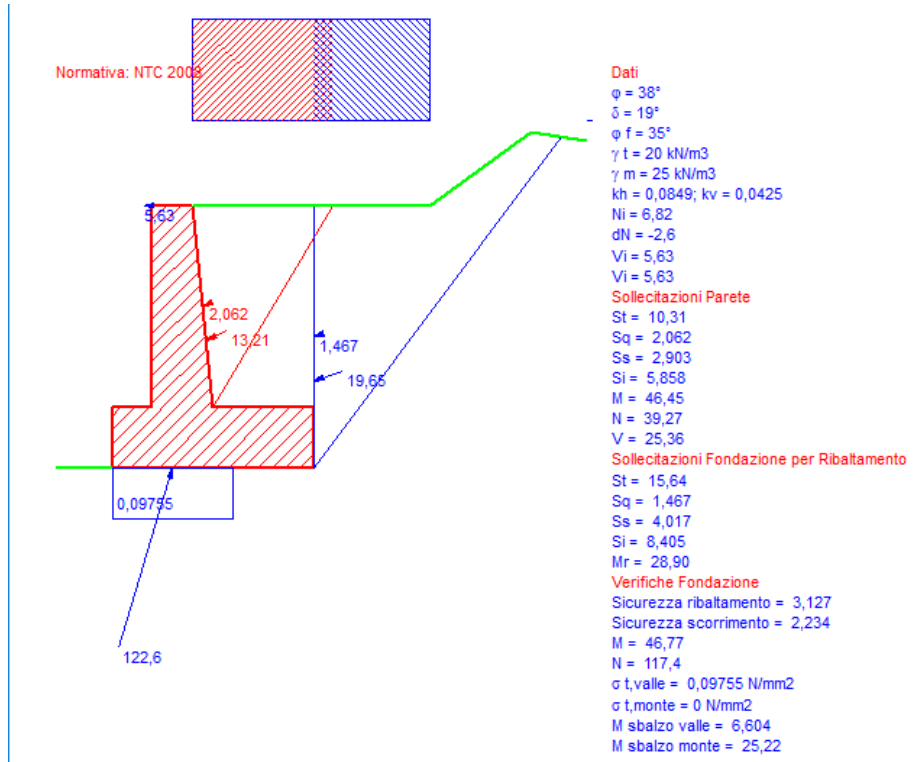 Normativa: NTC 2008
5,63
2,062
13,21
1,467
19,65
0,09755
122,6
Dati
φ = 38°
δ = 19°
φ f = 35°
γ t = 20 kN/m3
γ m = 25 kN/m3
kh = 0,0849; kv = 0,0425
Ni = 6,82
dN = -2,6
Vi = 5,63
Vi = 5,63
Sollecitazioni Parete
St = 10,31
Sq = 2,062
Ss = 2,903
Si = 5,858
M = 46,45
N = 39,27
V = 25,36
Sollecitazioni Fondazione per Ribaltamento
St = 15,64
Sq = 1,467
Ss = 4,017
Si = 8,405
Mr = 28,90
Verifiche Fondazione
Sicurezza ribaltamento = 3,127
Sicurezza scorrimento = 2,234
M = 46,77
N = 117,4
σ t,valle = 0,09755 N/mm2
σ t,monte = 0 N/mm2
M sbalzo valle = 6,604
M sbalzo monte = 25,22